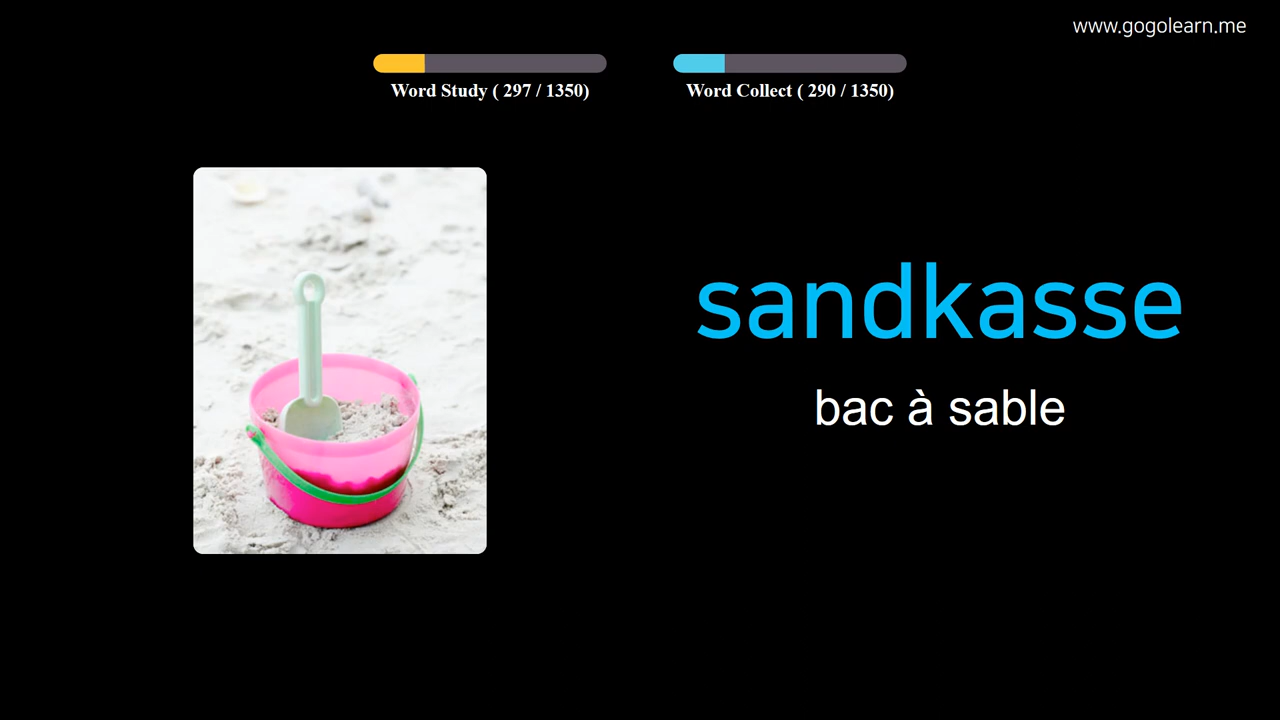 www.gogolearn.me
Word Study ( 297 / 1350)
Word Collect ( 290 / 1350)
sandkasse
bac à sable